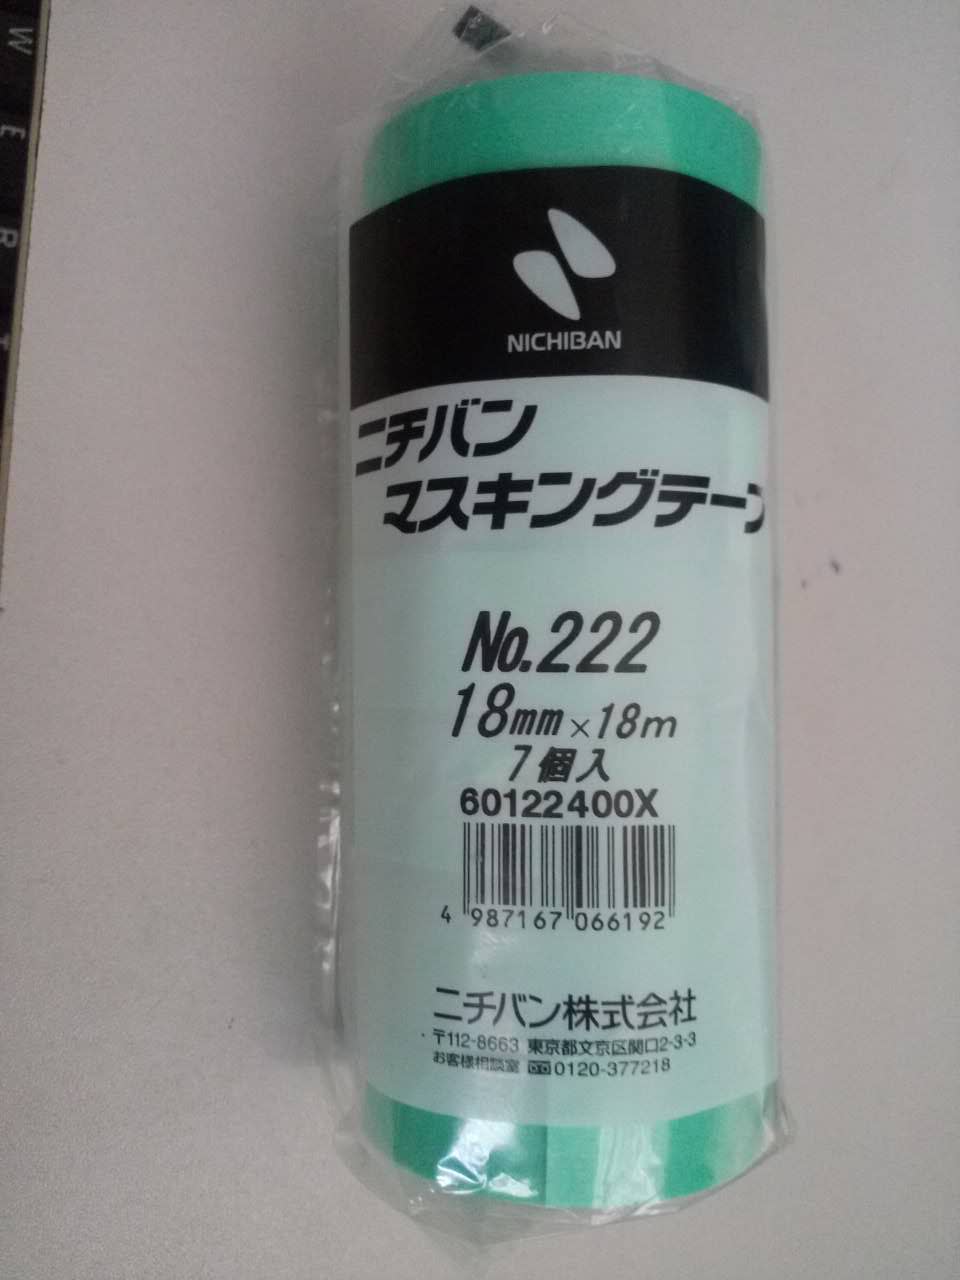 W
E
R
T
NICHIBAN
ニチバン
マスキングテープ
No.222
18mm×18m
7個入
60122400X
4 987167 066192
ニチバン株式会社
〒112-8663 東京都文京区関口2-3-3
お客様相談室 0120-377218